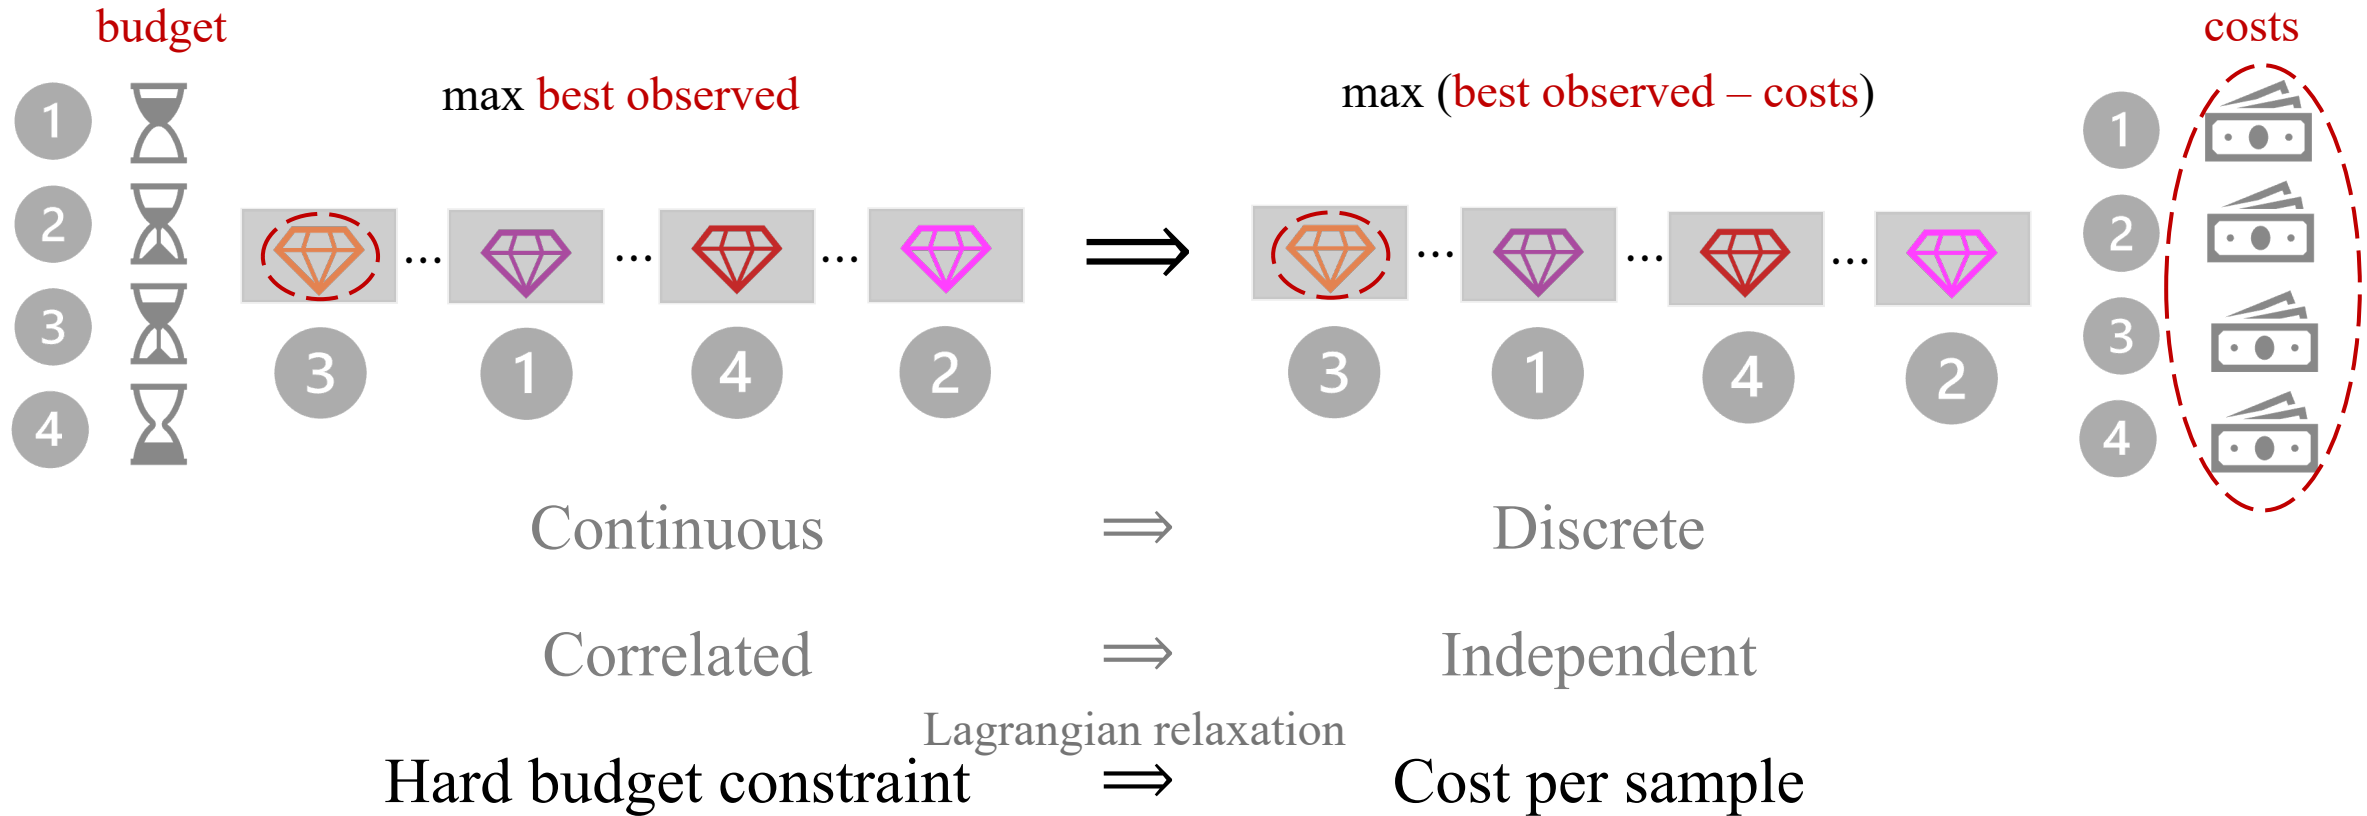 budget
costs
max best observed
max (best observed – costs)
1
2
3
4
... ... ...
3 1 4 2
⟹
... ... ...
3 1 4 2
1
2
3
4
Continuous ⟹ Discrete
Correlated ⟹ Independent
Lagrangian relaxation
Hard budget constraint ⟹ Cost per sample